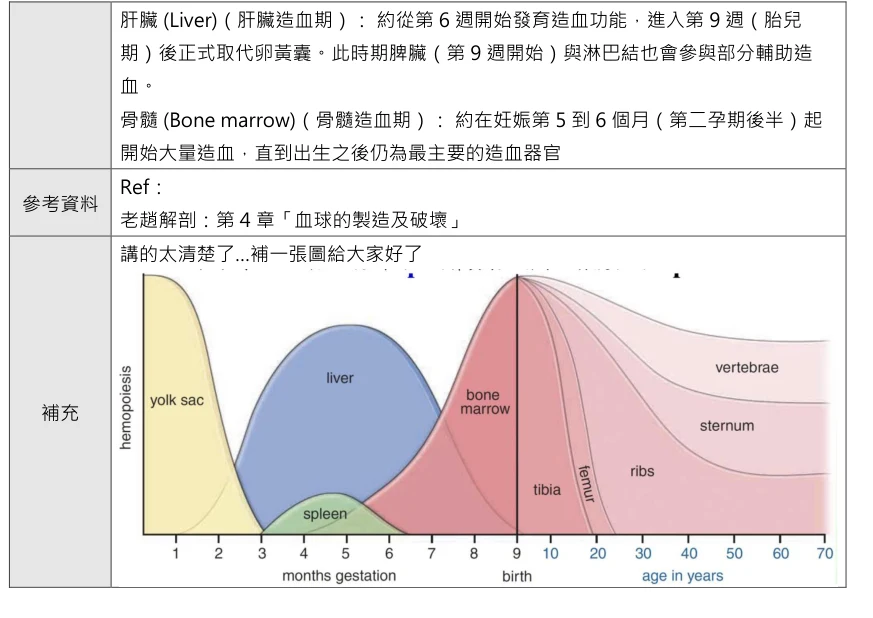 肝臟 (Liver)（肝臟造血期）： 約從第 6 週開始發育造血功能，進入第 9 週（胎兒
期）後正式取代卵黃囊。此時期脾臟（第 9 週開始）與淋巴結也會參與部分輔助造
血。
骨髓 (Bone marrow)（骨髓造血期）： 約在妊娠第 5 到 6 個月（第二孕期後半）起
開始大量造血，直到出生之後仍為最主要的造血器官
參考資料
Ref：
老趙解剖：第 4 章「血球的製造及破壞」
補充
講的太清楚了...補一張圖給大家好了
hemopoiesis
yolk sac
liver
spleen
bone
marrow
tibia
femur
ribs
sternum
vertebrae
1 2 3 4 5 6 7 8 9 10 20 30 40 50 60 70
months gestation birth age in years